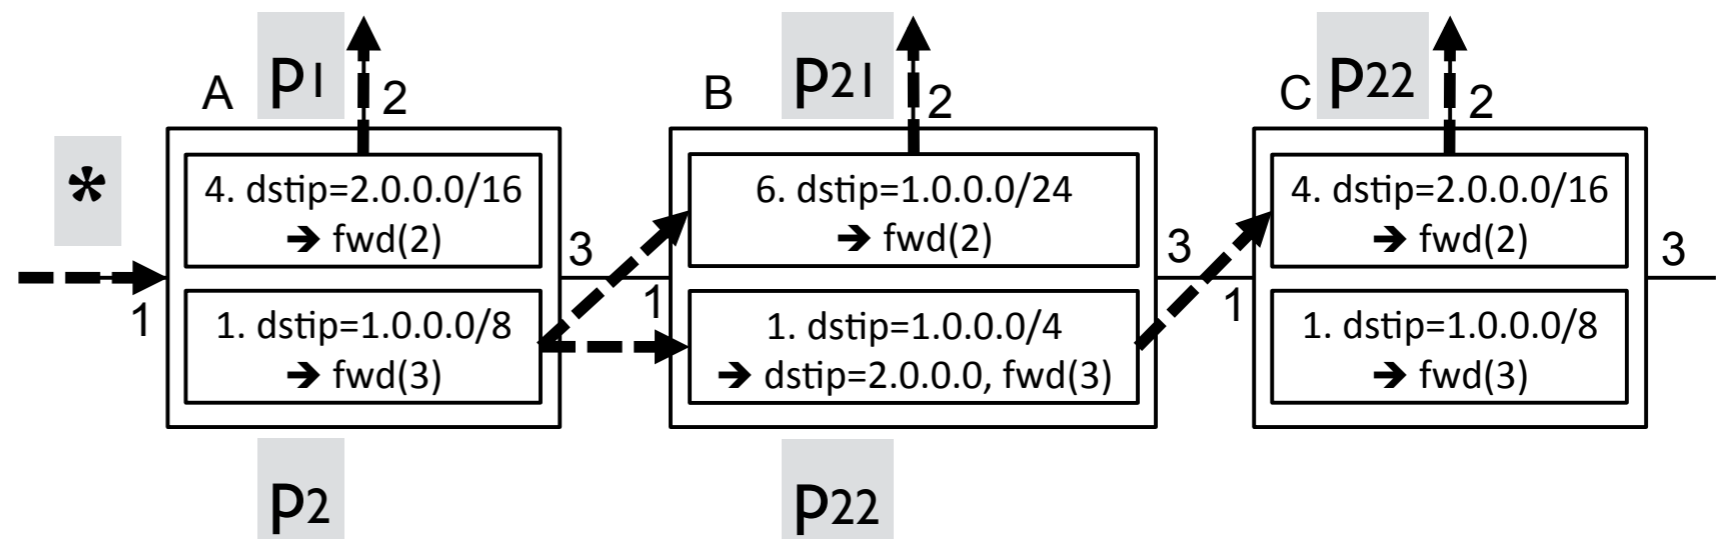 A p1 2
B p21 2
C p22 2
*
4. dstip=2.0.0.0/16
➔ fwd(2)
1. dstip=1.0.0.0/8
➔ fwd(3)
1
3
6. dstip=1.0.0.0/24
➔ fwd(2)
1. dstip=1.0.0.0/4
➔ dstip=2.0.0.0, fwd(3)
1
3
4. dstip=2.0.0.0/16
➔ fwd(2)
1. dstip=1.0.0.0/8
➔ fwd(3)
1
3
p2
p22